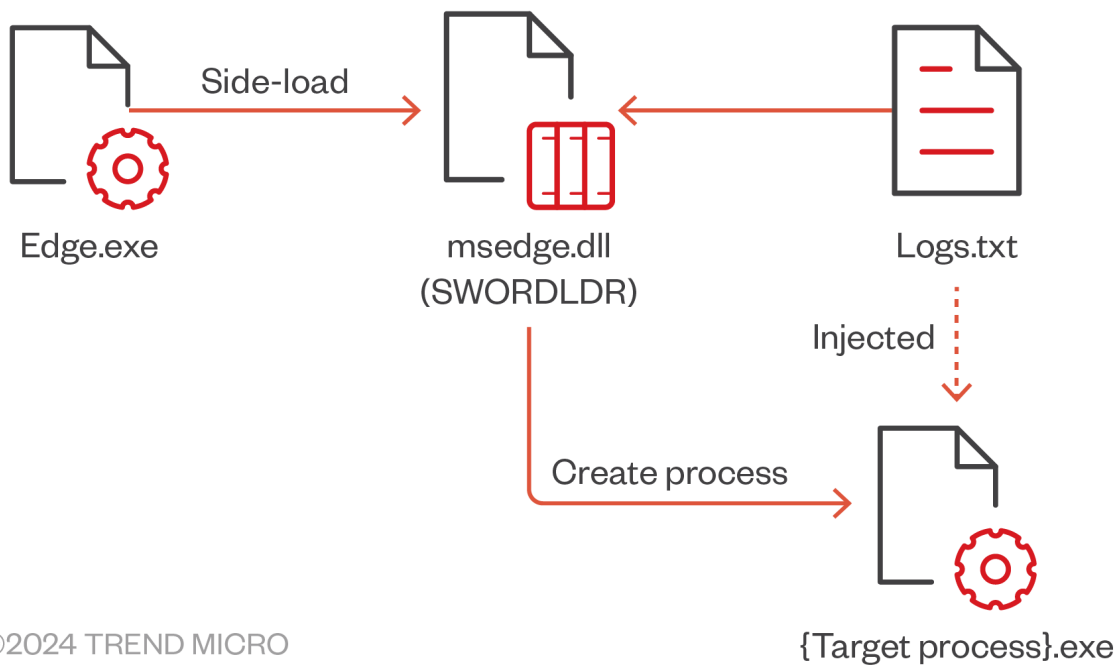 Side-load
Edge.exe
msedge.dll
(SWORDLDR)
Logs.txt
Injected
Create process
{Target process}.exe
©2024 TREND MICRO